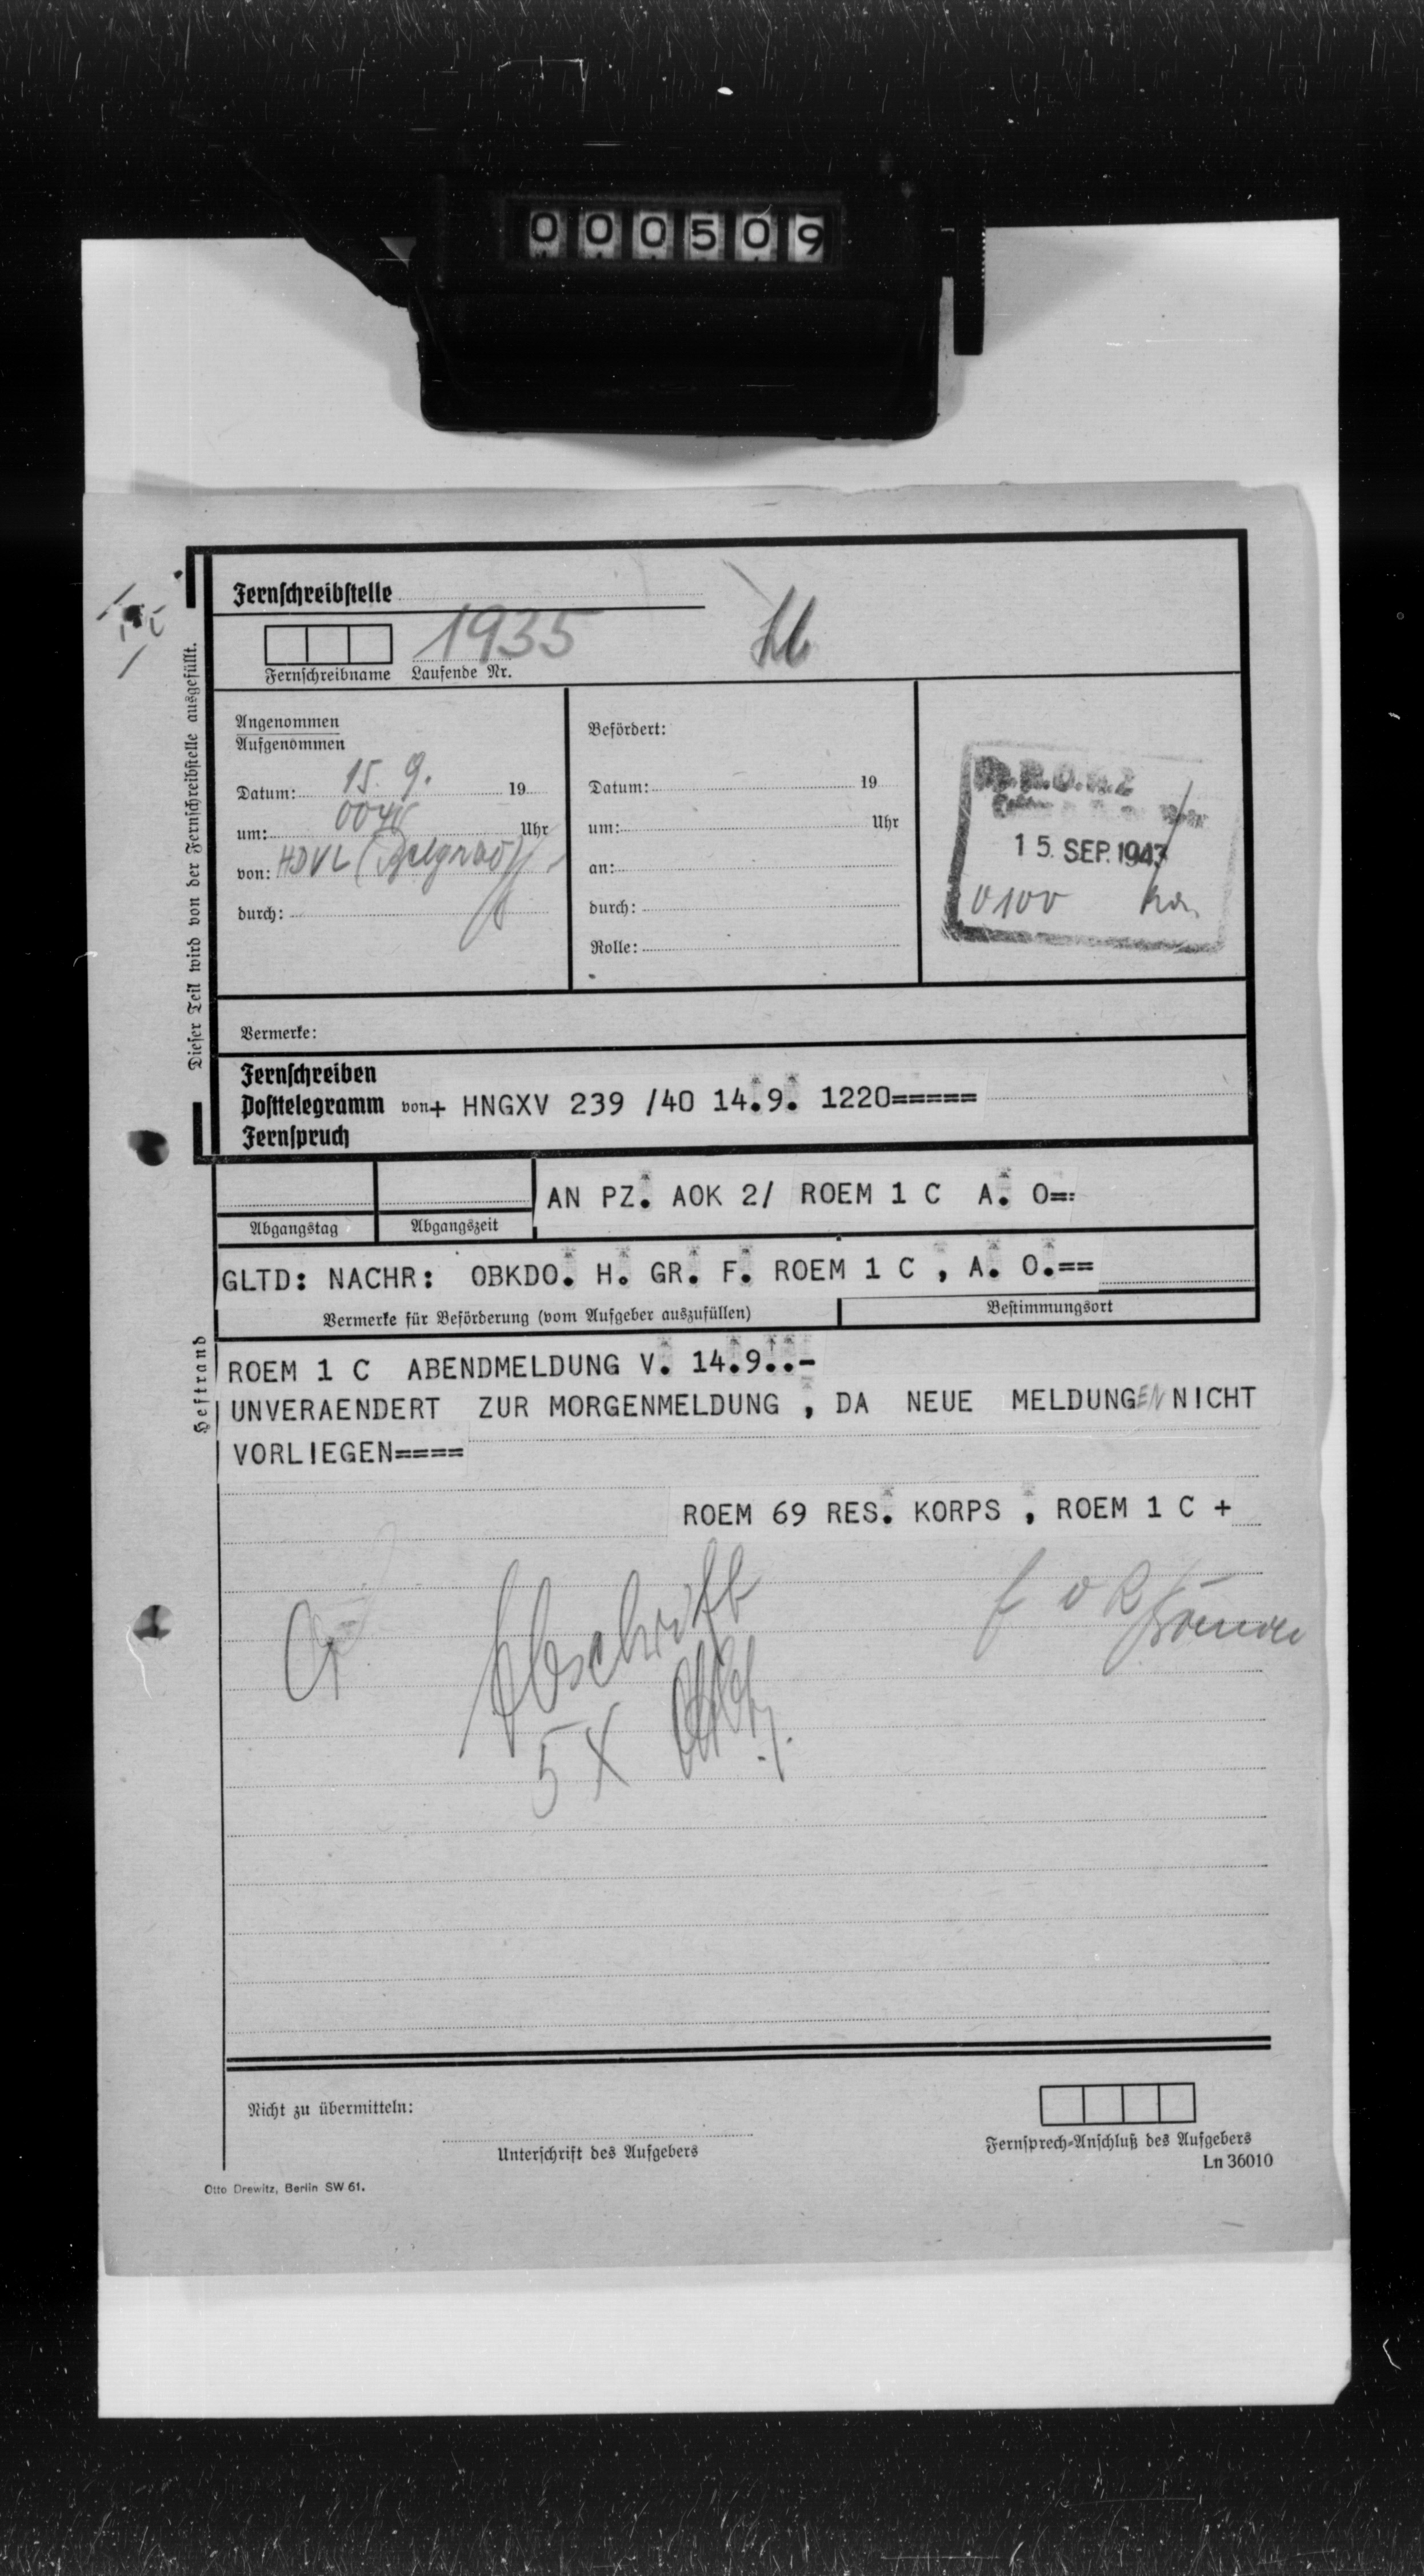 000509
Fernschreibstelle
1935
Fernschreibname Laufende Nr.
Dieser Teil wird von der Fernschreibstelle ausgefüllt.
Angenommen
Aufgenommen
Datum: 15. 9. 19
um: Uhr
von: HDVL (Belgrad)
durch:
Befördert:
Datum: 19
um: Uhr
an:
durch:
Rolle:
15. SEP. 1943
0100
Vermerke:
Fernschreiben
Posttelegramm von + HNGXV 239 /40 14.9. 1220=====
Fernspruch
AN PZ. AOK 2/ ROEM 1 C A. O=:
Abgangstag Abgangszeit
GLTD: NACHR: OBKDO. H. GR. F. ROEM 1 C , A. O.==
Vermerke für Beförderung (vom Aufgeber auszufüllen) Bestimmungsort
Heftrand
ROEM 1 C ABENDMELDUNG V. 14.9..-
UNVERAENDERT ZUR MORGENMELDUNG , DA NEUE MELDUNGEN NICHT
VORLIEGEN====
ROEM 69 RES. KORPS , ROEM 1 C +
Abschrift
5 X
Nicht zu übermitteln:
Unterschrift des Aufgebers
Fernsprech-Anschluß des Aufgebers
Ln 36010
Otto Drewitz, Berlin SW 61.